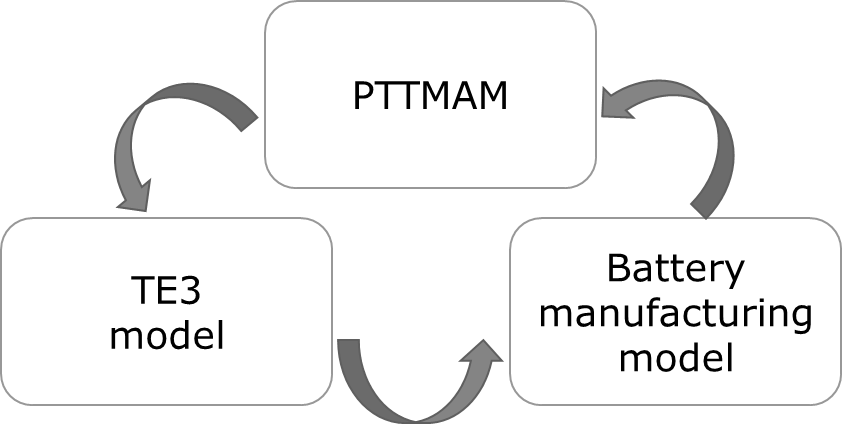 PTTMAM
TE3
model
Battery
manufacturing
model